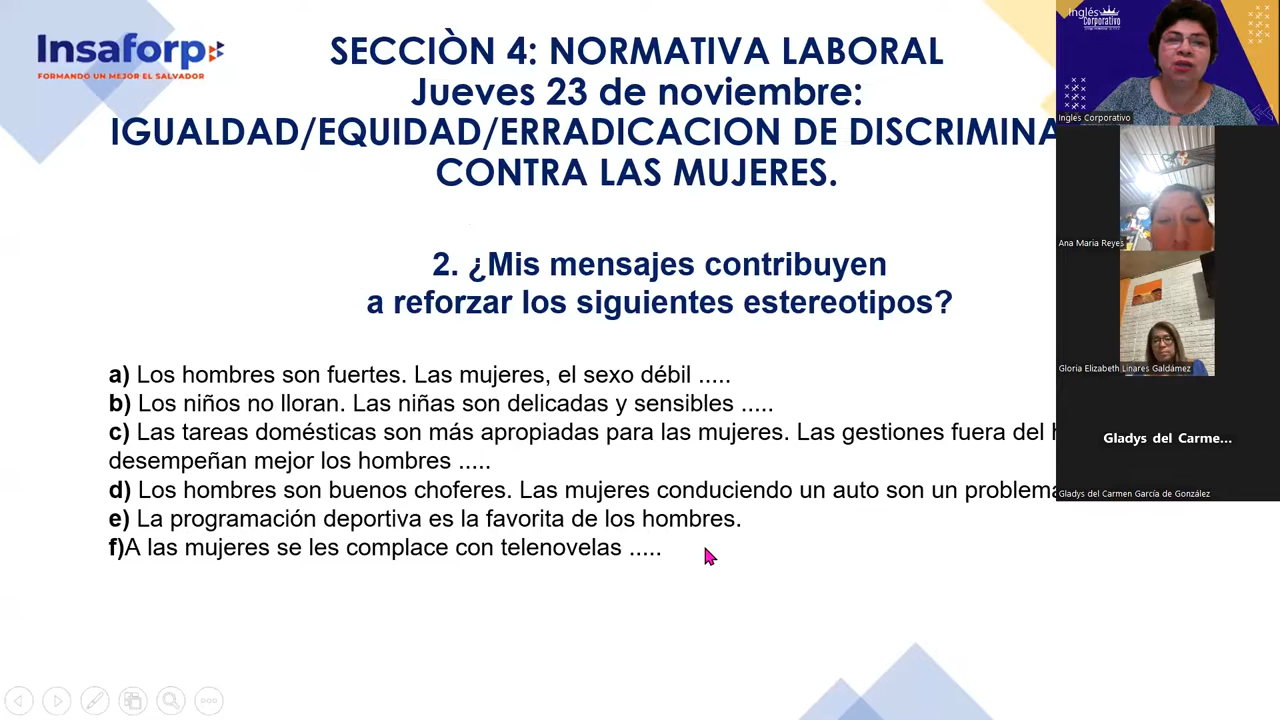 Insaforp
FORMANDO UN MEJOR EL SALVADOR
SECCIÒN 4: NORMATIVA LABORAL
Jueves 23 de noviembre:
IGUALDAD/EQUIDAD/ERRADICACION DE DISCRIMINA
CONTRA LAS MUJERES.
2. ¿Mis mensajes contribuyen
a reforzar los siguientes estereotipos?
a) Los hombres son fuertes. Las mujeres, el sexo débil .....
b) Los niños no lloran. Las niñas son delicadas y sensibles .....
c) Las tareas domésticas son más apropiadas para las mujeres. Las gestiones fuera del
desempeñan mejor los hombres .....
d) Los hombres son buenos choferes. Las mujeres conduciendo un auto son un problema
e) La programación deportiva es la favorita de los hombres.
f)A las mujeres se les complace con telenovelas .....
Inglés
Corporativo
Inglés Corporativo
Ana Maria Reyes
Gloria Elizabeth Linares Galdámez
Gladys del Carme...
Gladys del Carmen García de González